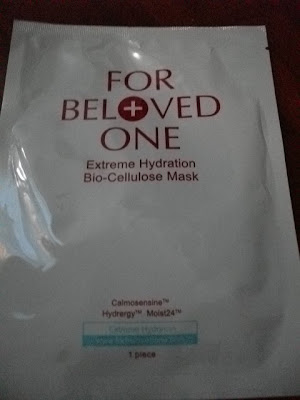 FOR
BELOVED
ONE
Extreme Hydration
Bio-Cellulose Mask
Calmosensine™
Hydrergy™ Moist24™
Extreme Hydration
1 piece